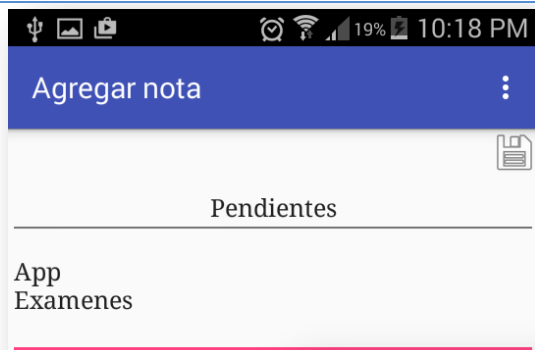 19% 10:18 PM
Agregar nota
Pendientes
App
Examenes